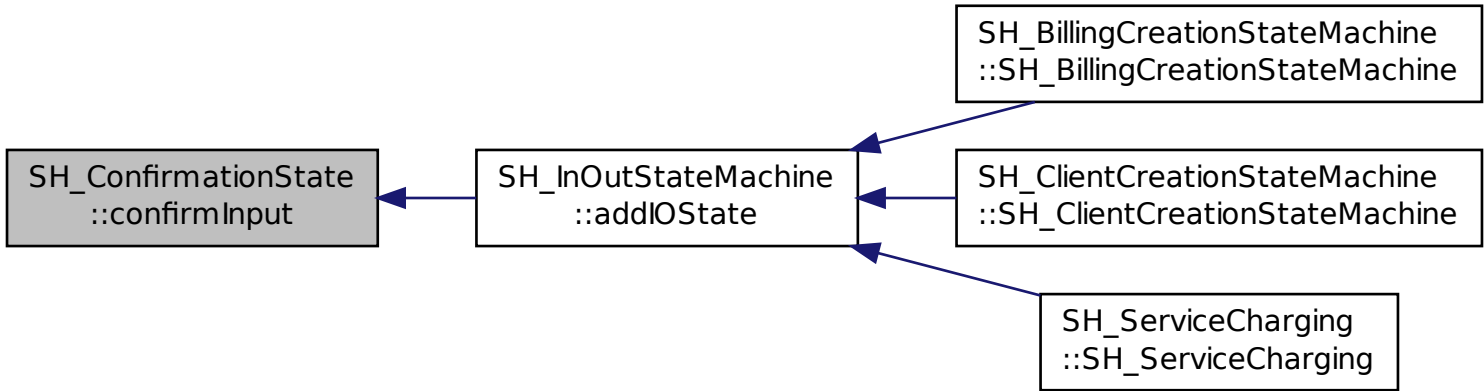 SH_ConfirmationState
::confirmInput
SH_InOutStateMachine
::addIOState
SH_BillingCreationStateMachine
::SH_BillingCreationStateMachine
SH_ClientCreationStateMachine
::SH_ClientCreationStateMachine
SH_ServiceCharging
::SH_ServiceCharging